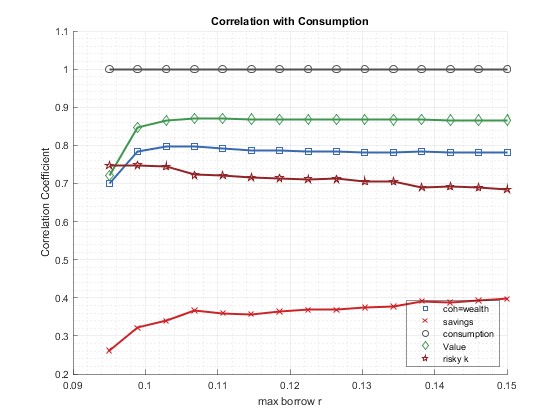 Correlation with Consumption
1.1
1
0.9
0.8
0.7
0.6
0.5
0.4
0.3
0.2
Correlation Coefficient
coh=wealth
savings
consumption
Value
risky k
0.09
0.1
0.11
0.12
0.13
0.14
0.15
max borrow r